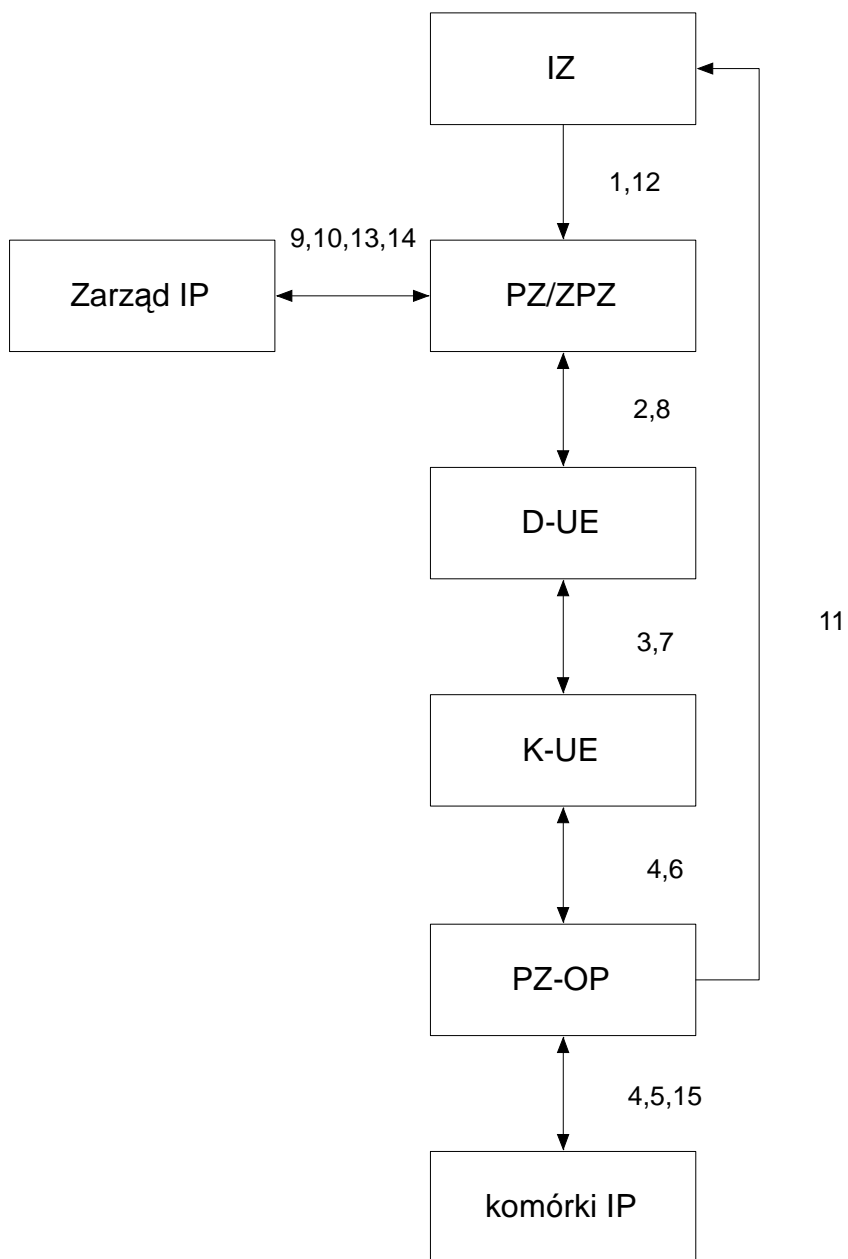 IZ
1,12
9,10,13,14
Zarząd IP
PZ/ZPZ
2,8
D-UE
11
3,7
K-UE
4,6
PZ-OP
4,5,15
komórki IP